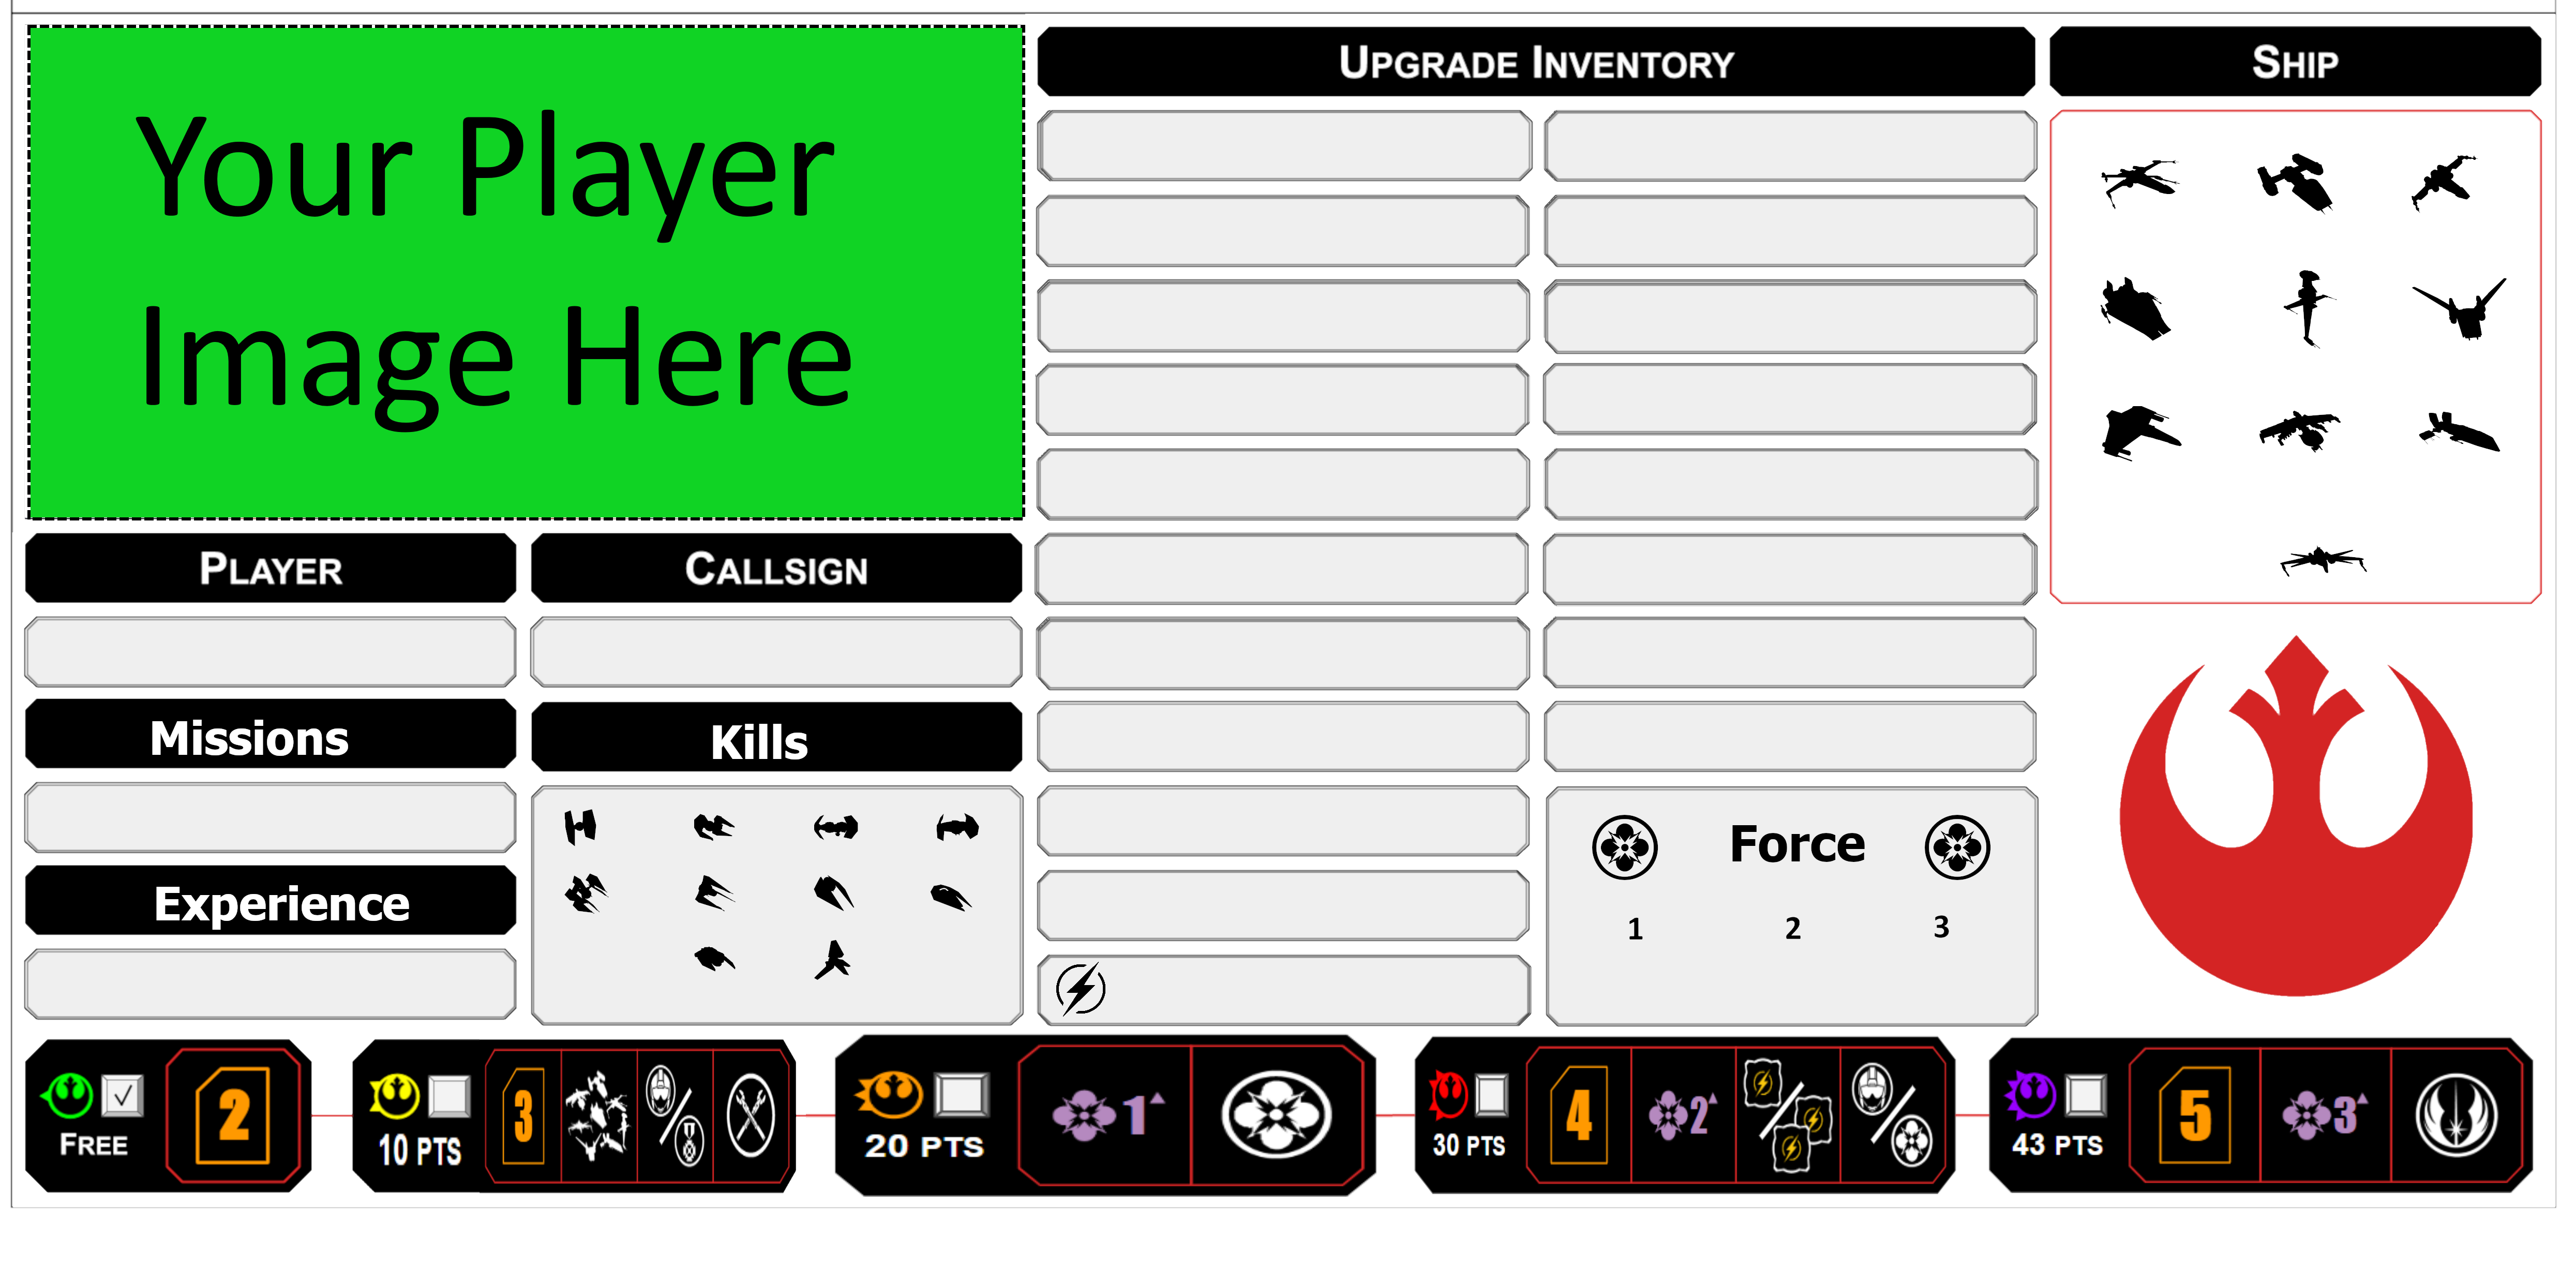 Your Player
Image Here
UPGRADE INVENTORY
SHIP
PLAYER
CALLSIGN
Missions
Kills
Experience
Force
1 2 3
FREE
2
10 PTS
3
20 PTS
1
30 PTS
4
2
43 PTS
5
3